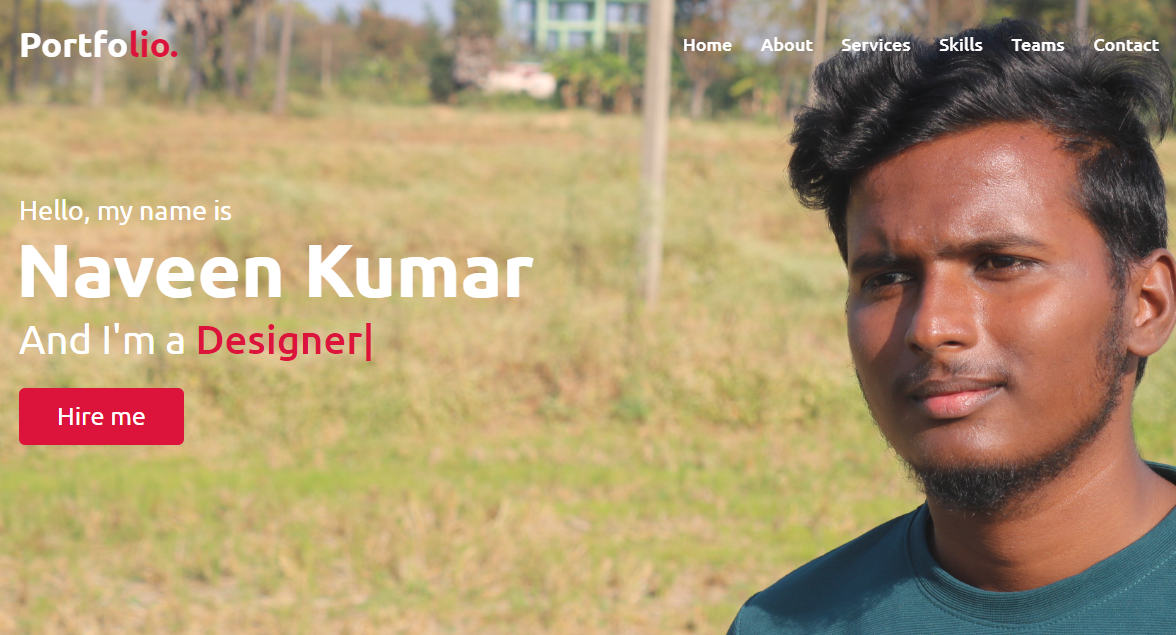 Portfolio.
Home About Services Skills Teams Contact
Hello, my name is
Naveen Kumar
And I'm a Designer|
Hire me